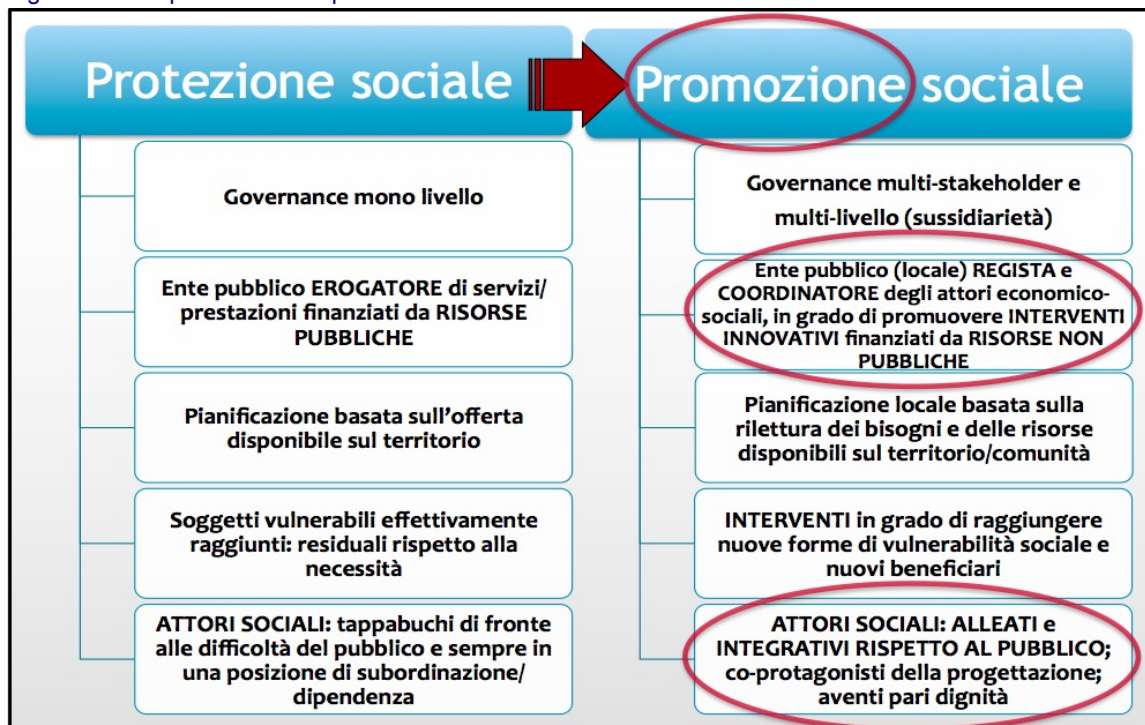 Protezione sociale
Governance mono livello
Ente pubblico EROGATORE di servizi/
prestazioni finanziati da RISORSE
PUBBLICHE
Pianificazione basata sull'offerta
disponibile sul territorio
Soggetti vulnerabili effettivamente
raggiunti: residuali rispetto alla
necessità
ATTORI SOCIALI: tappabuchi di fronte
alle difficoltà del pubblico e sempre in
una posizione di subordinazione/
dipendenza
Promozione sociale
Governance multi-stakeholder e
multi-livello (sussidiarietà)
Ente pubblico (locale) REGISTA e
COORDINATORE degli attori economico-
sociali, in grado di promuovere INTERVENTI
INNOVATIVI finanziati da RISORSE NON
PUBBLICHE
Pianificazione locale basata sulla
rilettura dei bisogni e delle risorse
disponibili sul territorio/comunità
INTERVENTI in grado di raggiungere
nuove forme di vulnerabilità sociale e
nuovi beneficiari
ATTORI SOCIALI: ALLEATI e
INTEGRATIVI RISPETTO AL PUBBLICO;
co-protagonisti della progettazione;
aventi pari dignità